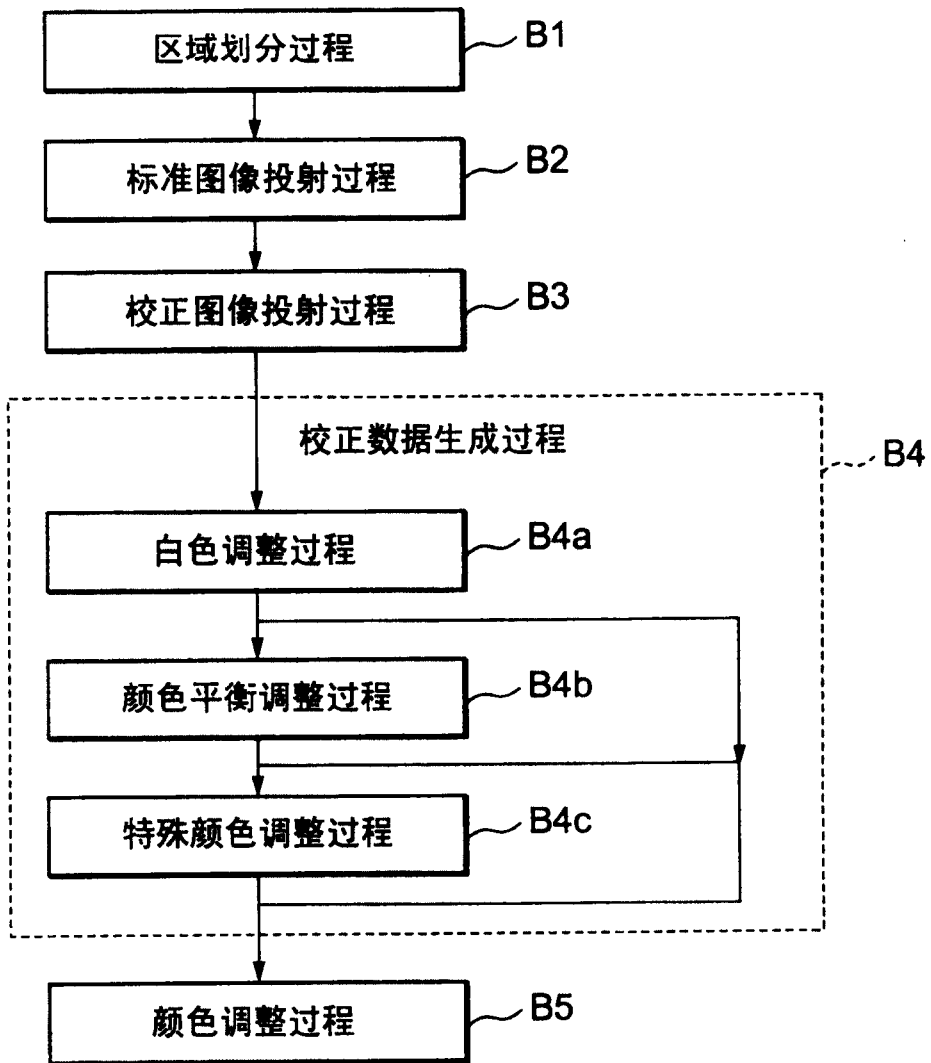 区域划分过程 B1
标准图像投射过程 B2
校正图像投射过程 B3
校正数据生成过程 B4
白色调整过程 B4a
颜色平衡调整过程 B4b
特殊颜色调整过程 B4c
颜色调整过程 B5